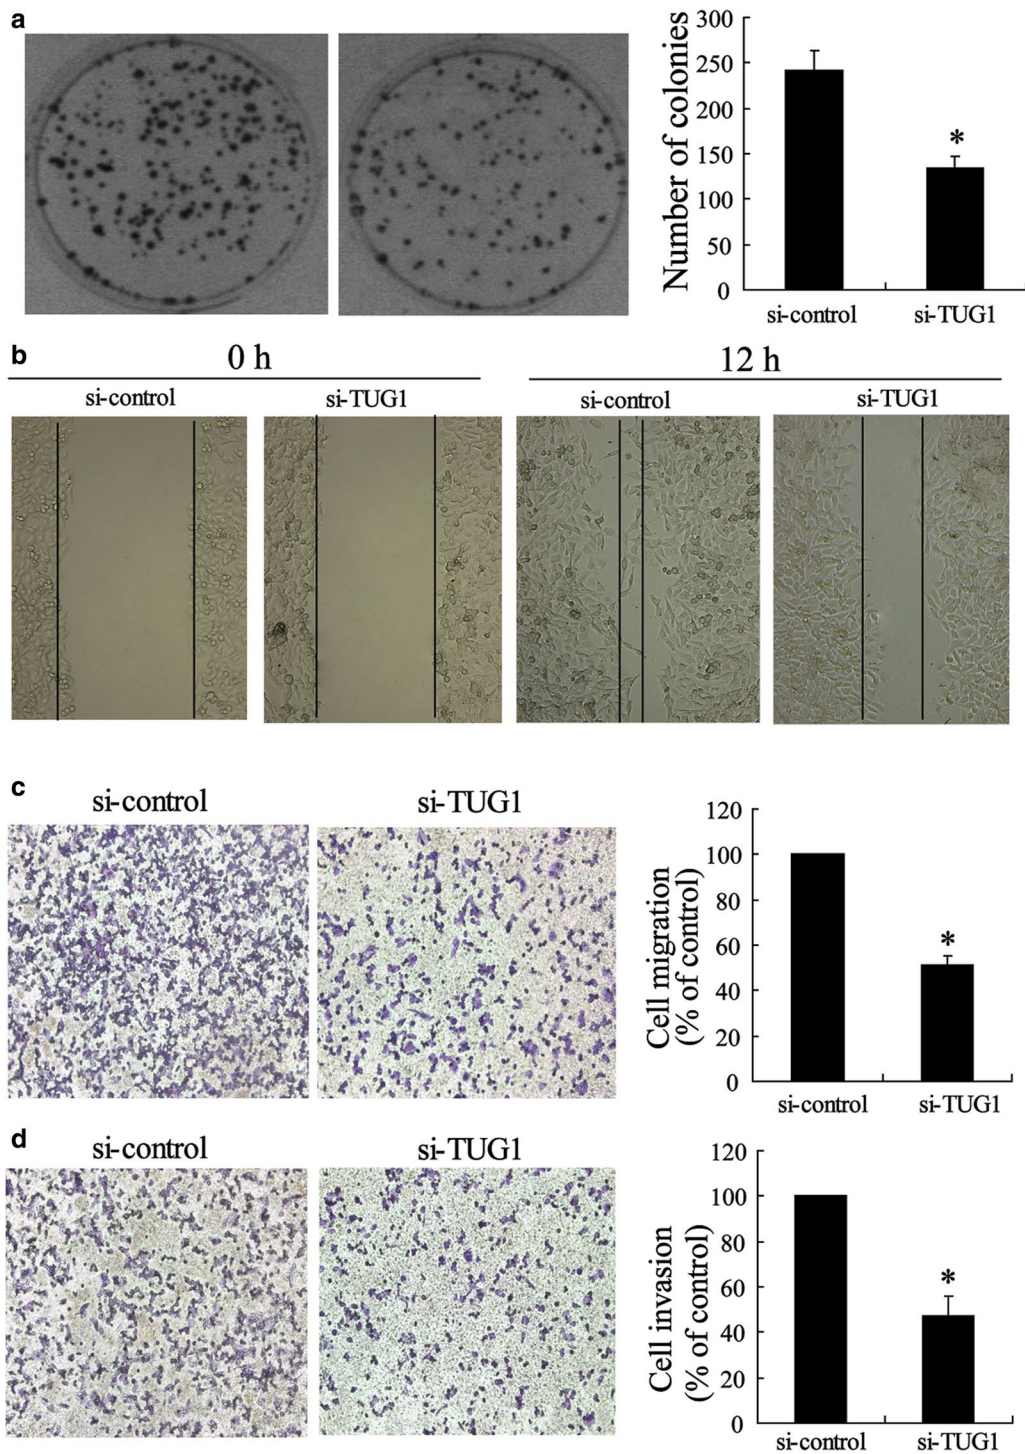 a
Number of colonies
300
250
200
150
100
50
0
*
si-control si-TUG1
b
0 h 12 h
si-control si-TUG1 si-control si-TUG1
c
si-control si-TUG1
Cell migration
(% of control)
120
100
80
60
40
20
0
*
si-control si-TUG1
d
si-control si-TUG1
Cell invasion
(% of control)
120
100
80
60
40
20
0
*
si-control si-TUG1